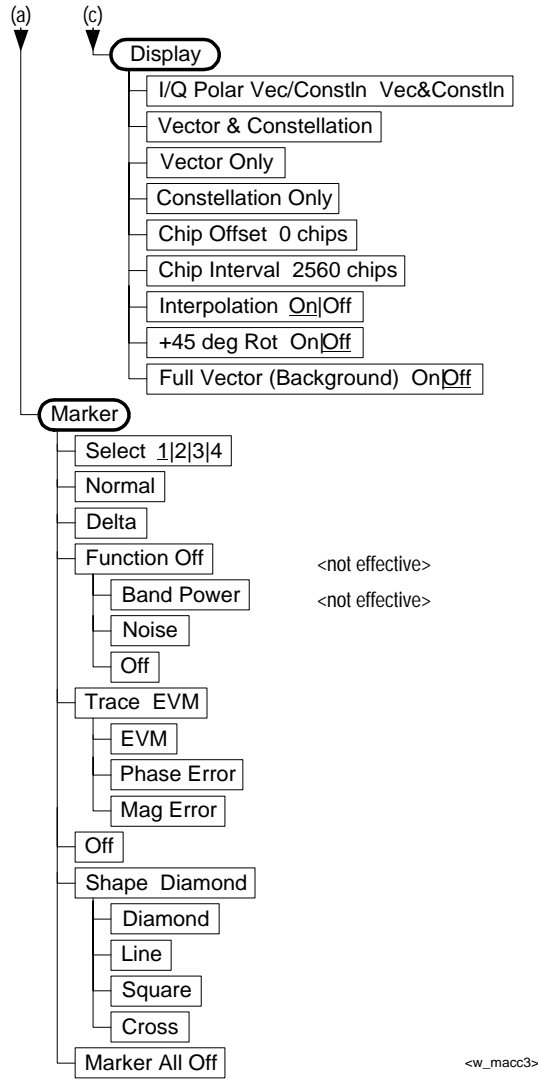 (a) (c)
Display
I/Q Polar Vec/Constln Vec&Constln
Vector & Constellation
Vector Only
Constellation Only
Chip Offset 0 chips
Chip Interval 2560 chips
Interpolation On|Off
+45 deg Rot On|Off
Full Vector (Background) On|Off
Marker
Select 1|2|3|4
Normal
Delta
Function Off <not effective>
Band Power <not effective>
Noise
Off
Trace EVM
EVM
Phase Error
Mag Error
Off
Shape Diamond
Diamond
Line
Square
Cross
Marker All Off <w_macc3>